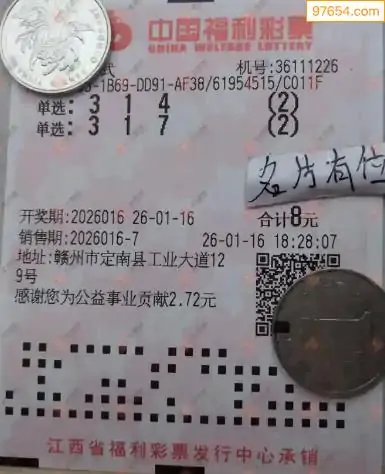 97654.com
中国福利彩票
CHINA WELFARE LOTTERY
式 机号:36111226
-1B69-DD91-AF38/61954515/C011F
单选: 3 1 4 (2)
单选: 3 1 7 (2)
名片有位
开奖期:2026016 26-01-16 合计8元
销售期:2026016-7 26-01-16 18:28:07
地址:赣州市定南县工业大道12
9号
感谢您为公益事业贡献2.72元
江西省福利彩票发行中心承销